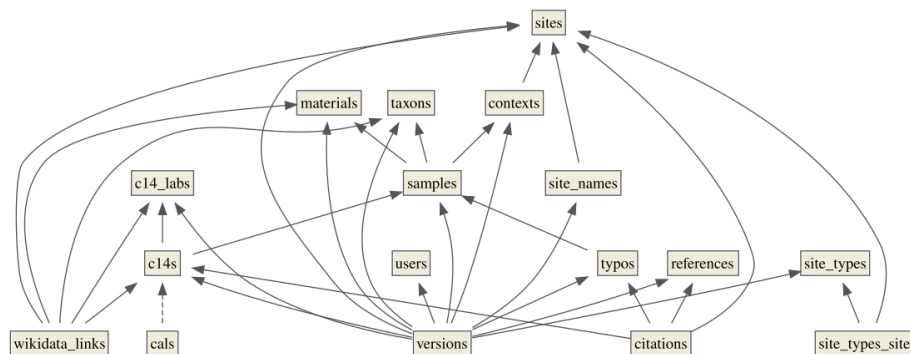 sites
materials
taxons
contexts
c14_labs
samples
site_names
c14s
users
typos
references
site_types
wikidata_links
cals
versions
citations
site_types_site